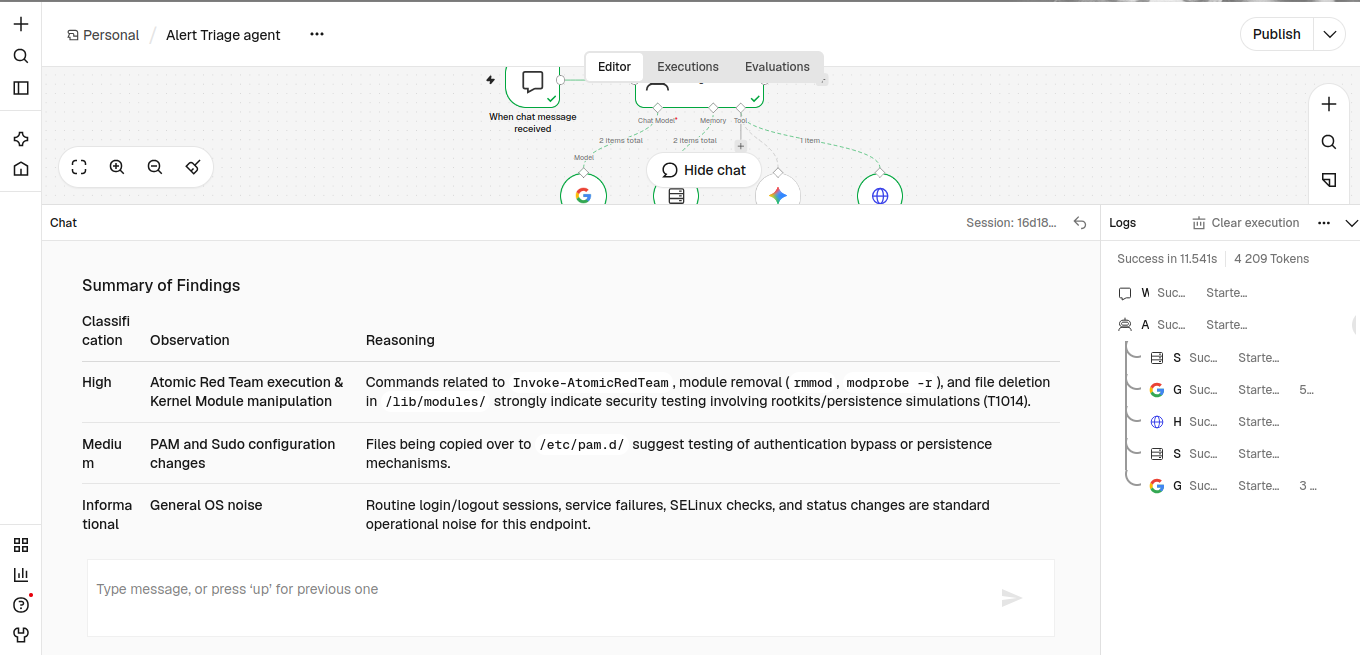 Personal / Alert Triage agent
Publish
Editor Executions Evaluations
When chat message
received
Chat Model* Memory Tool
2 items total 2 items total 1 item
Model
Hide chat
Chat
Session: 16d18...
Logs
Clear execution
Success in 11.541s 4 209 Tokens
W Suc... Starte...
A Suc... Starte...
S Suc... Starte...
G Suc... Starte... 5...
H Suc... Starte...
S Suc... Starte...
G Suc... Starte... 3 ...
Summary of Findings
Classifi
cation Observation Reasoning
High Atomic Red Team execution & Commands related to Invoke-AtomicRedTeam, module removal ( rmmod, modprobe -r ), and file deletion
Kernel Module manipulation in /lib/modules/ strongly indicate security testing involving rootkits/persistence simulations (T1014).
Mediu PAM and Sudo configuration Files being copied over to /etc/pam.d/ suggest testing of authentication bypass or persistence
m changes mechanisms.
Informa General OS noise Routine login/logout sessions, service failures, SELinux checks, and status changes are standard
tional operational noise for this endpoint.
Type message, or press ‘up’ for previous one